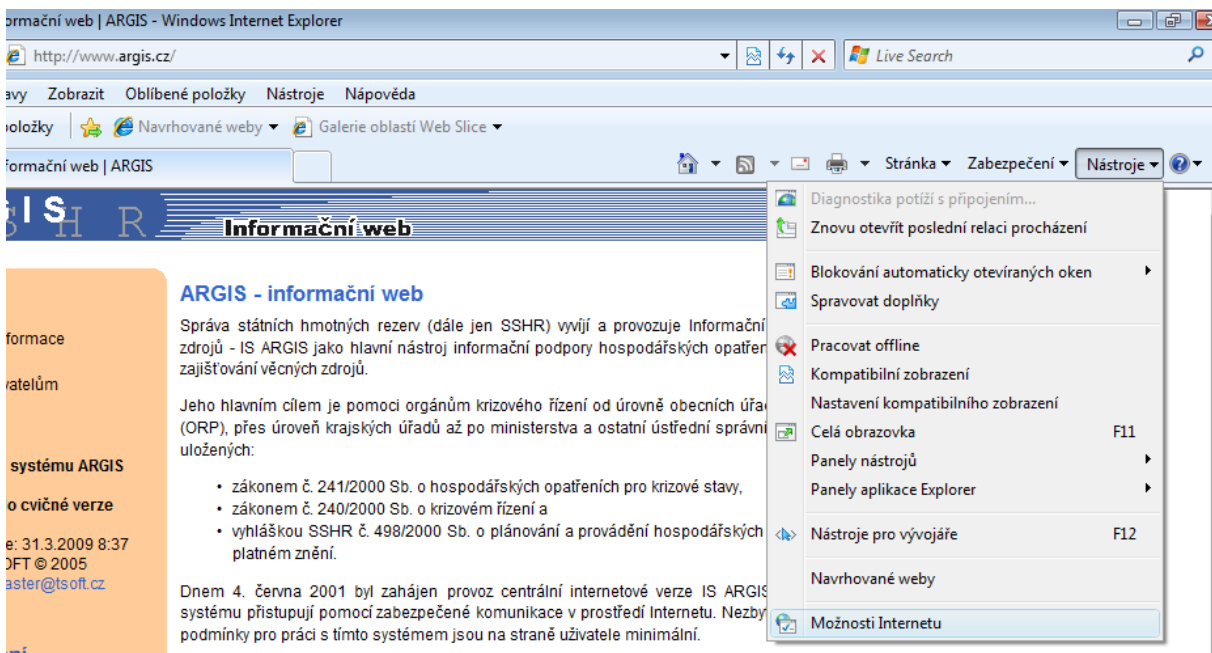 ormační web | ARGIS - Windows Internet Explorer
http://www.argis.cz/
Live Search
avy Zobrazit Oblíbené položky Nástroje Nápověda
položky Navrhované weby Galerie oblastí Web Slice
formační web | ARGIS
Stránka Zabezpečení Nástroje
IS
S H R
Informační web
Diagnostika potíží s připojením...
Znovu otevřít poslední relaci procházení
Blokování automaticky otevíraných oken
Spravovat doplňky
Pracovat offline
Kompatibilní zobrazení
Nastavení kompatibilního zobrazení
Celá obrazovka F11
Panely nástrojů
Panely aplikace Explorer
Nástroje pro vývojáře F12
Navrhované weby
Možnosti Internetu
formace
vatelům
systému ARGIS
o cvičné verze
e: 31.3.2009 8:37
OFT © 2005
aster@tsoft.cz
ARGIS - informační web
Správa státních hmotných rezerv (dále jen SSHR) vyvíjí a provozuje Informační
zdrojů - IS ARGIS jako hlavní nástroj informační podpory hospodářských opatřen
zajišťování věcných zdrojů.
Jeho hlavním cílem je pomoci orgánům krizového řízení od úrovně obecních úřa
(ORP), přes úroveň krajských úřadů až po ministerstva a ostatní ústřední správní
uložených:
• zákonem č. 241/2000 Sb. o hospodářských opatřeních pro krizové stavy,
• zákonem č. 240/2000 Sb. o krizovém řízení a
• vyhláškou SSHR č. 498/2000 Sb. o plánování a provádění hospodářských
platném znění.
Dnem 4. června 2001 byl zahájen provoz centrální internetové verze IS ARGIS
systému přistupují pomocí zabezpečené komunikace v prostředí Internetu. Nezby
podmínky pro práci s tímto systémem jsou na straně uživatele minimální.